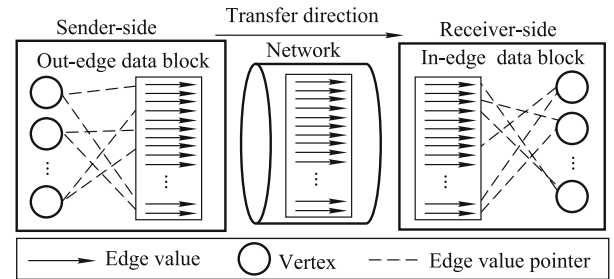 Sender-side
Transfer direction
Receiver-side
Out-edge data block
Network
In-edge data block
Edge value
Vertex
Edge value pointer